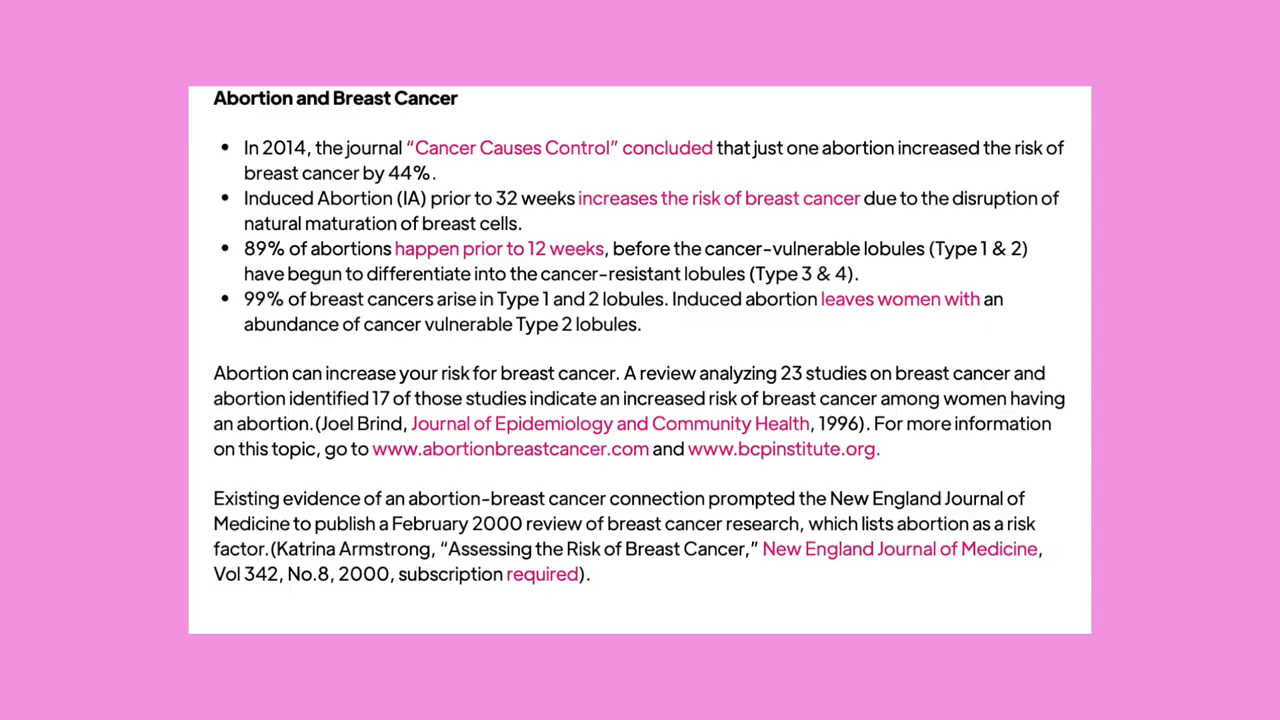 Abortion and Breast Cancer
• In 2014, the journal “Cancer Causes Control” concluded that just one abortion increased the risk of
breast cancer by 44%.
• Induced Abortion (IA) prior to 32 weeks increases the risk of breast cancer due to the disruption of
natural maturation of breast cells.
• 89% of abortions happen prior to 12 weeks, before the cancer-vulnerable lobules (Type 1 & 2)
have begun to differentiate into the cancer-resistant lobules (Type 3 & 4).
• 99% of breast cancers arise in Type 1 and 2 lobules. Induced abortion leaves women with an
abundance of cancer vulnerable Type 2 lobules.
Abortion can increase your risk for breast cancer. A review analyzing 23 studies on breast cancer and
abortion identified 17 of those studies indicate an increased risk of breast cancer among women having
an abortion.(Joel Brind, Journal of Epidemiology and Community Health, 1996). For more information
on this topic, go to www.abortionbreastcancer.com and www.bcpinstitute.org.
Existing evidence of an abortion-breast cancer connection prompted the New England Journal of
Medicine to publish a February 2000 review of breast cancer research, which lists abortion as a risk
factor.(Katrina Armstrong, “Assessing the Risk of Breast Cancer,” New England Journal of Medicine,
Vol 342, No.8, 2000, subscription required).